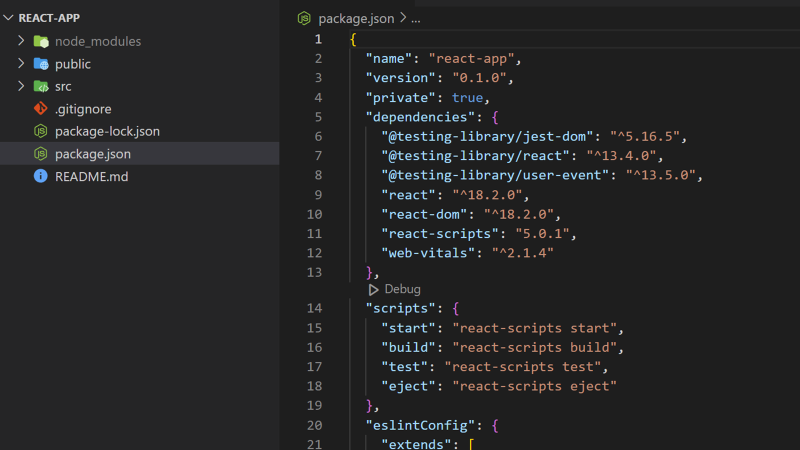 REACT-APP
node_modules
public
src
.gitignore
package-lock.json
package.json
README.md
package.json > ...
1 {
2 "name": "react-app",
3 "version": "0.1.0",
4 "private": true,
5 "dependencies": {
6 "@testing-library/jest-dom": "^5.16.5",
7 "@testing-library/react": "^13.4.0",
8 "@testing-library/user-event": "^13.5.0",
9 "react": "^18.2.0",
10 "react-dom": "^18.2.0",
11 "react-scripts": "5.0.1",
12 "web-vitals": "^2.1.4"
13 },
Debug
14 "scripts": {
15 "start": "react-scripts start",
16 "build": "react-scripts build",
17 "test": "react-scripts test",
18 "eject": "react-scripts eject"
19 },
20 "eslintConfig": {
21 "extends": [